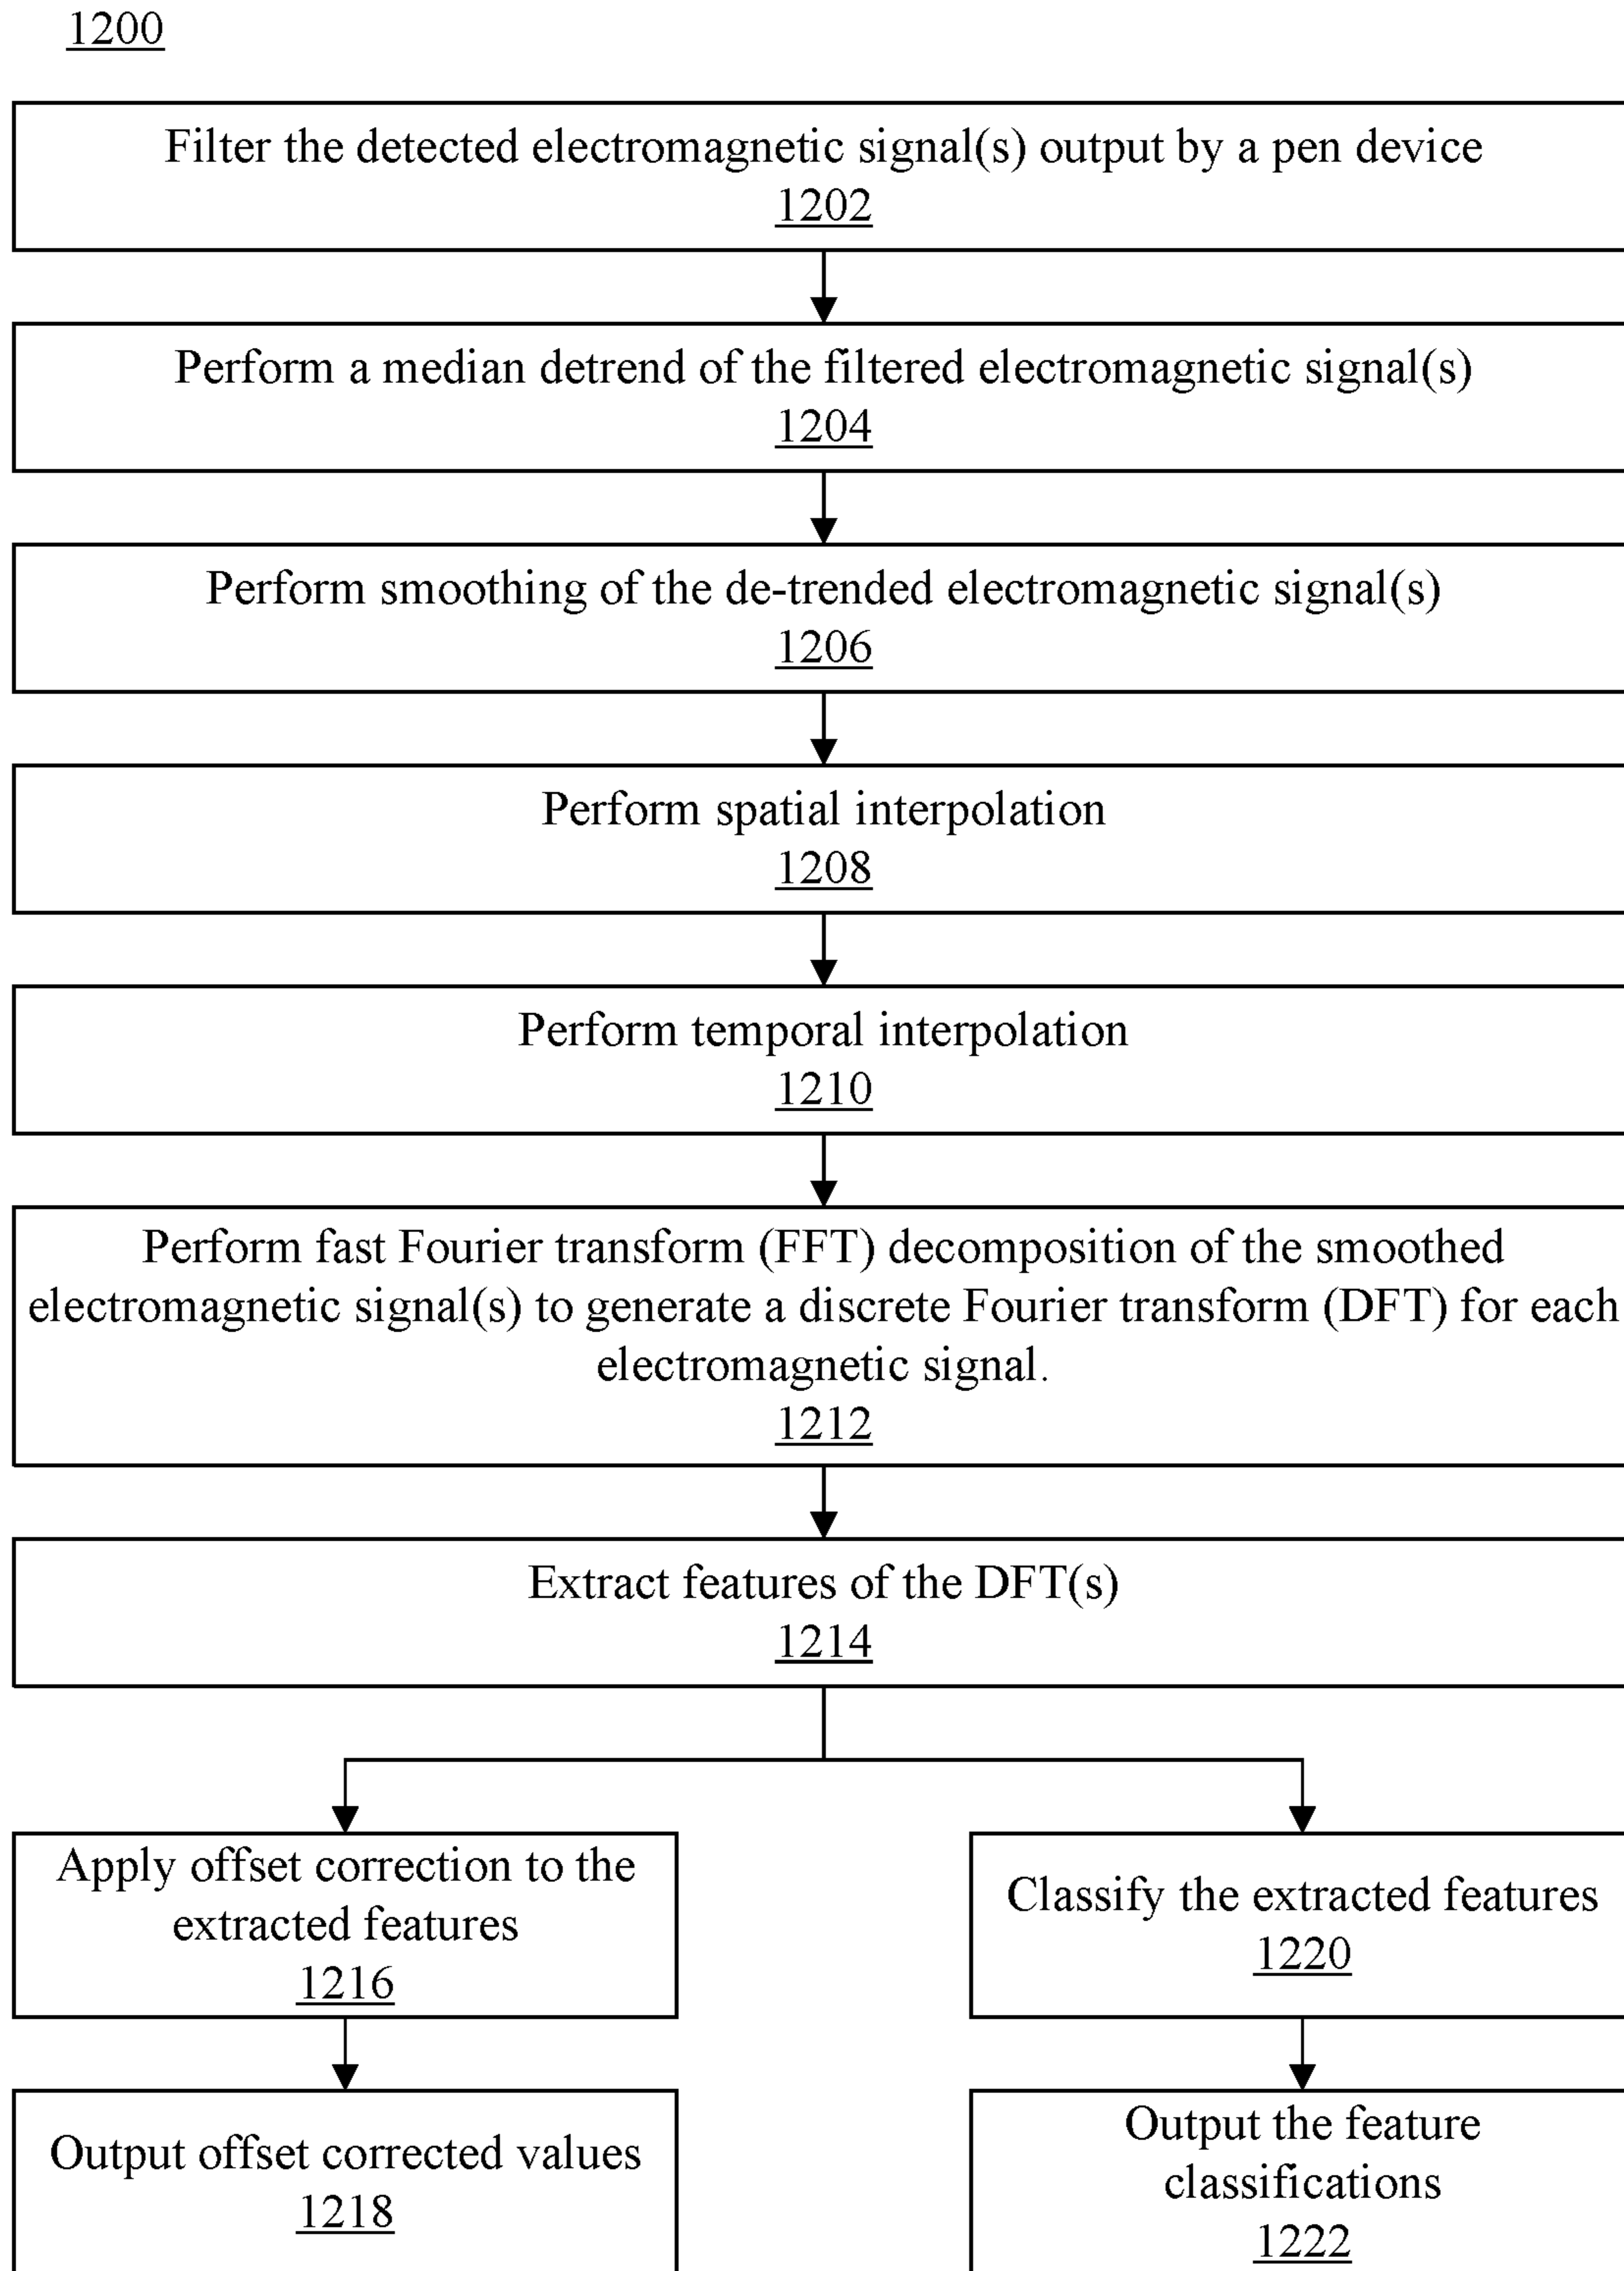 1200
Filter the detected electromagnetic signal(s) output by a pen device
1202
Perform a median detrend of the filtered electromagnetic signal(s)
1204
Perform smoothing of the de-trended electromagnetic signal(s)
1206
Perform spatial interpolation
1208
Perform temporal interpolation
1210
Perform fast Fourier transform (FFT) decomposition of the smoothed
electromagnetic signal(s) to generate a discrete Fourier transform (DFT) for each
electromagnetic signal.
1212
Extract features of the DFT(s)
1214
Apply offset correction to the
extracted features
1216
Output offset corrected values
1218
Classify the extracted features
1220
Output the feature
classifications
1222